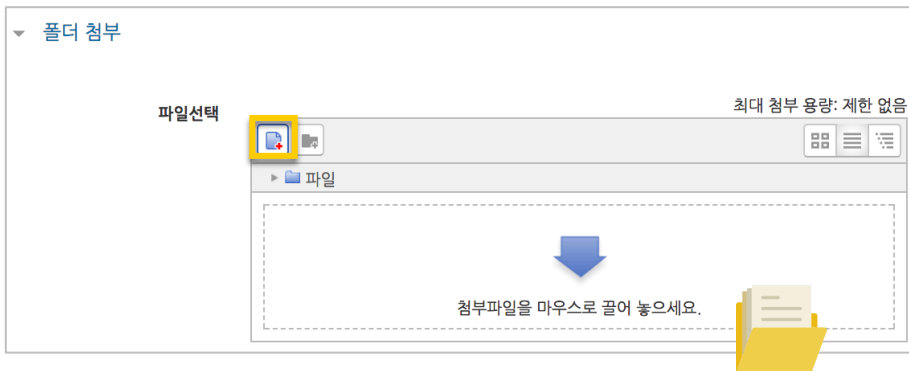 폴더 첨부
최대 첨부 용량: 제한 없음
파일선택
파일
첨부파일을 마우스로 끌어 놓으세요.